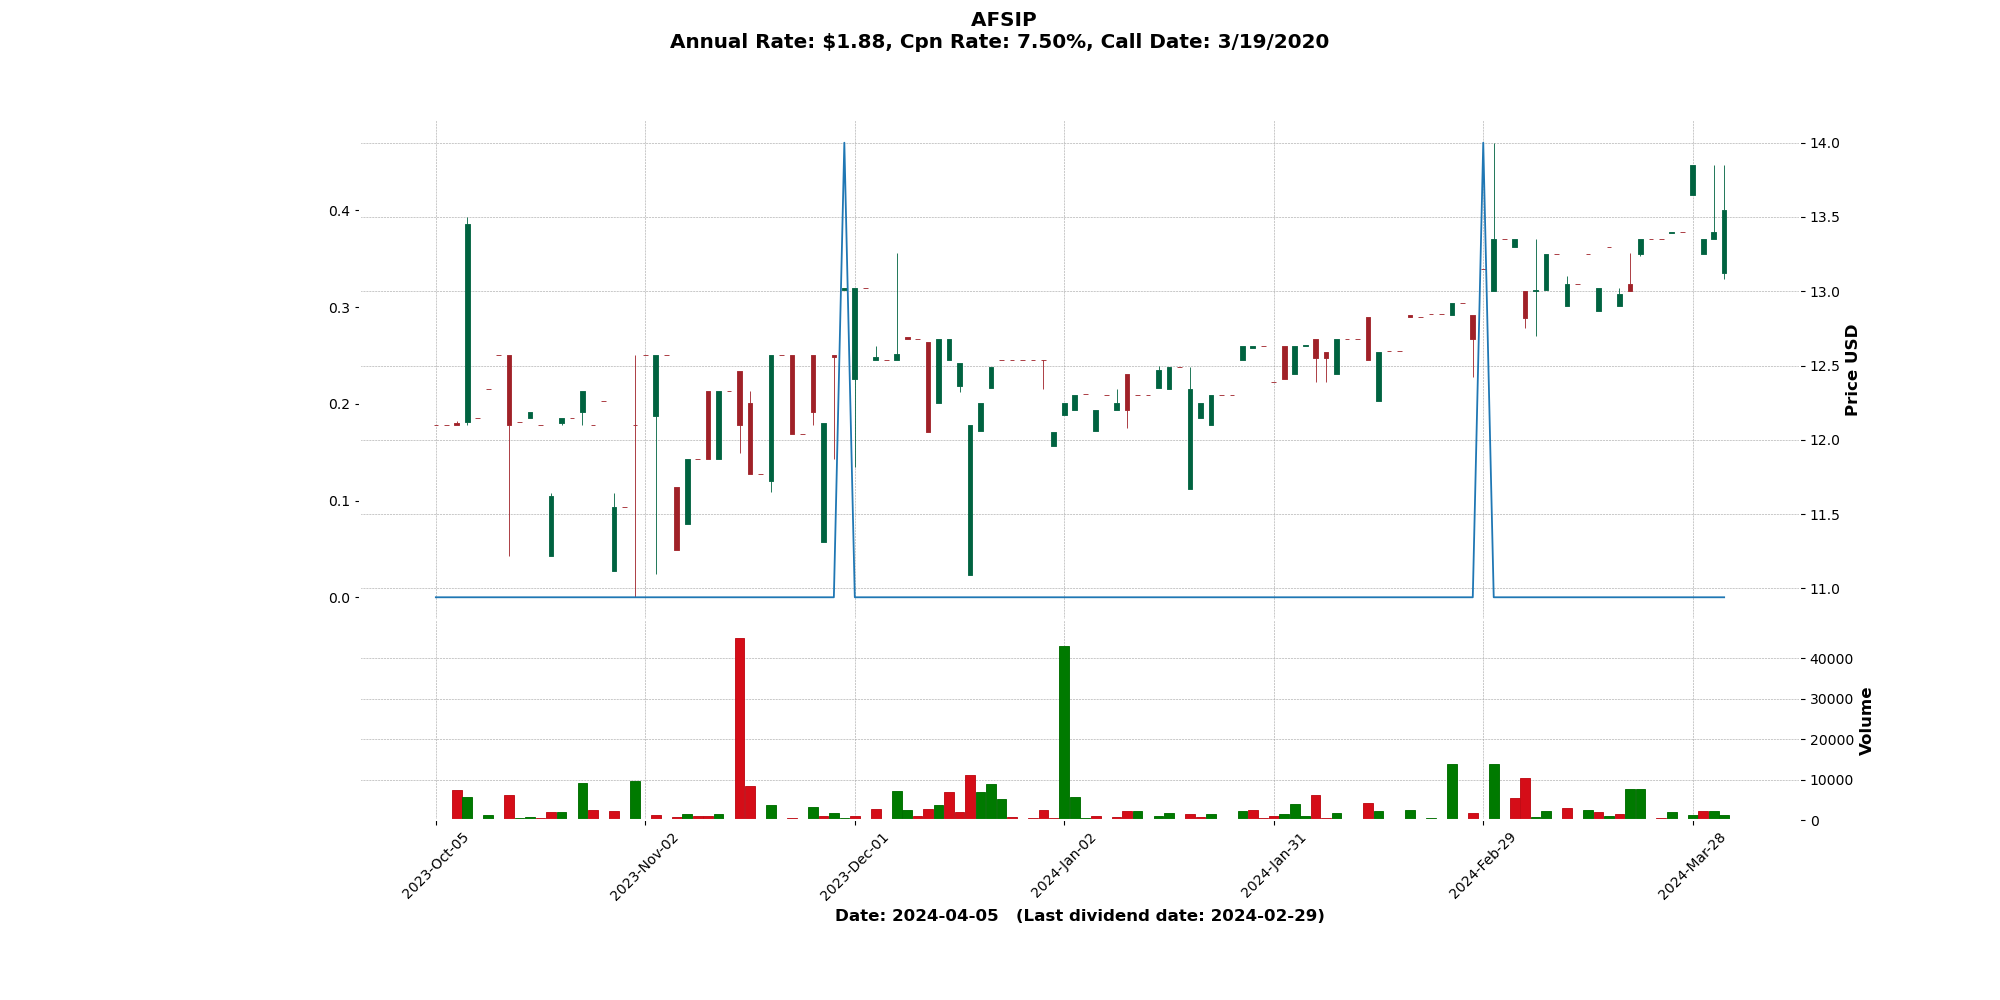 AFSIP
Annual Rate: $1.88, Cpn Rate: 7.50%, Call Date: 3/19/2020
0.4
0.3
0.2
0.1
0.0
14.0
13.5
13.0
12.5
12.0
11.5
11.0
Price USD
40000
30000
20000
10000
0
Volume
2023-Oct-05
2023-Nov-02
2023-Dec-01
2024-Jan-02
2024-Jan-31
2024-Feb-29
2024-Mar-28
Date: 2024-04-05 (Last dividend date: 2024-02-29)